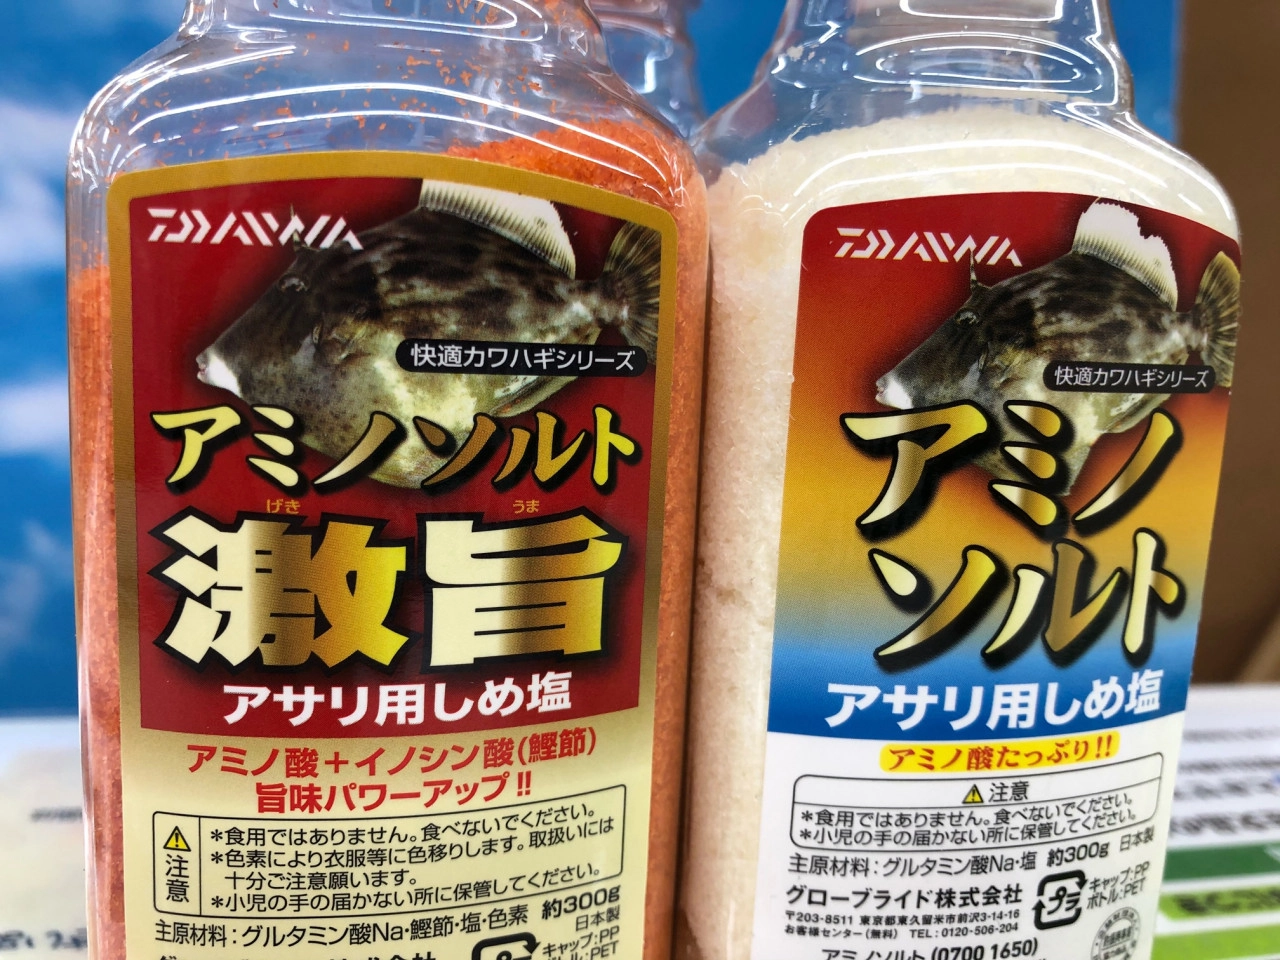 DAIWA
快適カワハギシリーズ
アミノソルト
げき うま
激旨
アサリ用しめ塩
アミノ酸＋イノシン酸(鰹節)
旨味パワーアップ!!
注意
＊食用ではありません。食べないでください。
＊色素により衣服等に色移りします。取扱いには
十分ご注意願います。
＊小児の手の届かない所に保管してください。
主原材料：グルタミン酸Na・鰹節・塩・色素 約300g
日本製
キャップ:PP
ボトル:PET
DAIWA
快適カワハギシリーズ
アミノ
ソルト
アサリ用しめ塩
アミノ酸たっぷり!!
注意
＊食用ではありません。食べないでください。
＊小児の手の届かない所に保管してください。
主原材料：グルタミン酸Na・塩 約300g 日本製
グローブライド株式会社
〒203-8511 東京都東久留米市前沢3-14-16
お客様センター(無料) TEL:0120-506-204
プラ
キャップ:PP
ボトル:PET
アミノソルト(0700 1650)